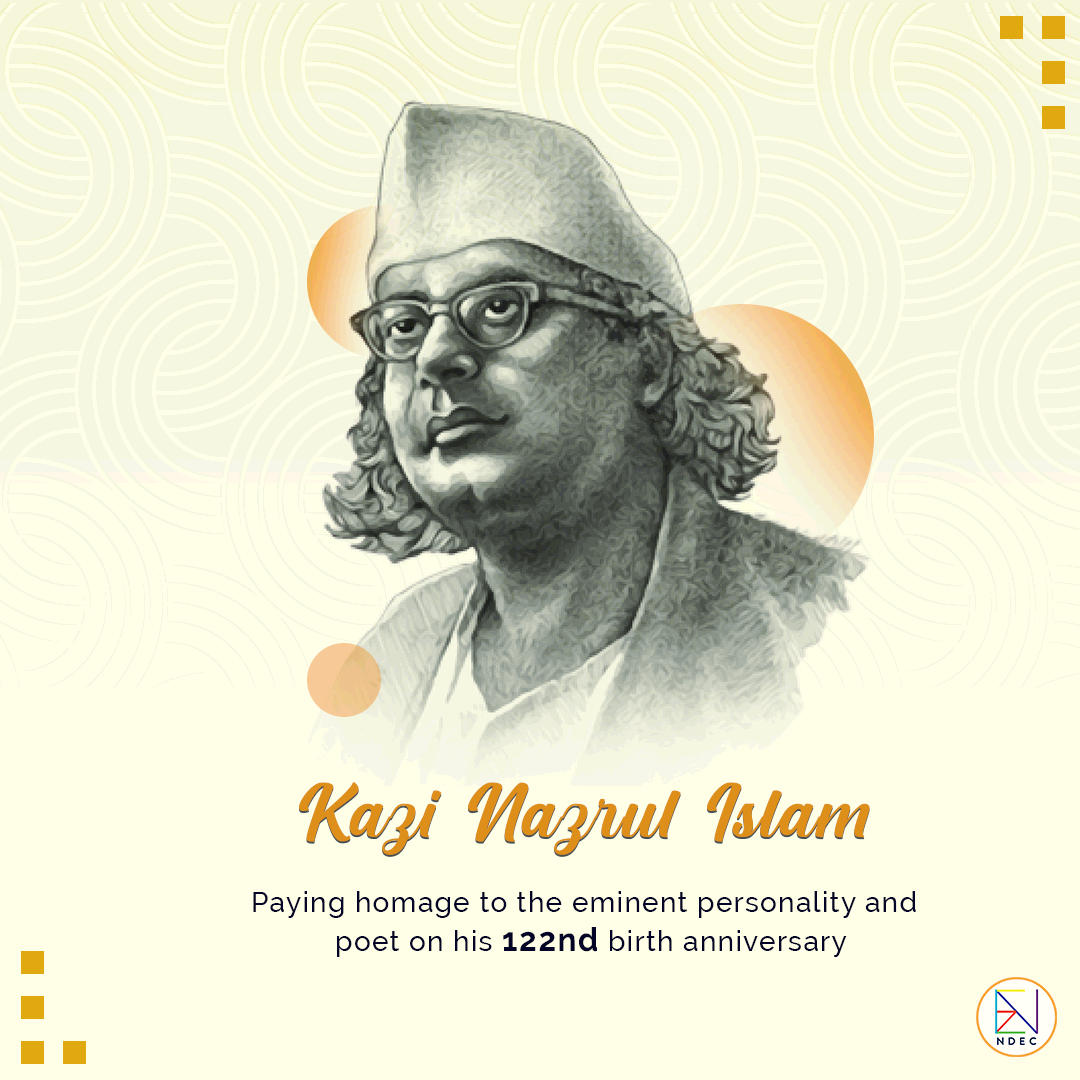 Kazi Nazrul Islam
Paying homage to the eminent personality and
poet on his 122nd birth anniversary
NDEC